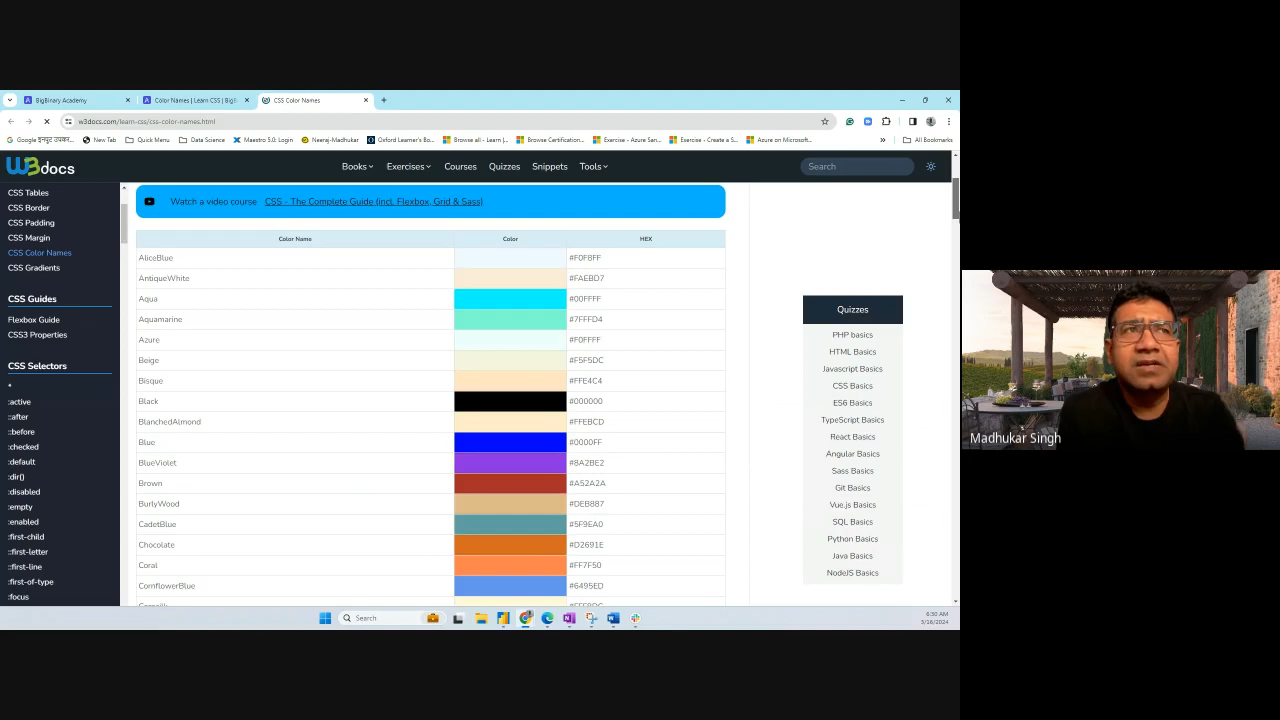 BigBinary Academy
Color Names | Learn CSS | BigBi
CSS Color Names
w3docs.com/learn-css/css-color-names.html
Google इनपुट उपकर...
New Tab
Quick Menu
Data Science
Maestro 5.0: Login
Neeraj-Madhukar
Oxford Learner's Bo...
Browse all - Learn |...
Browse Certification...
Exercise - Azure San...
Exercise - Create a S...
Azure on Microsoft...
All Bookmarks
W3docs
Books
Exercises
Courses
Quizzes
Snippets
Tools
Search
CSS Tables
CSS Border
CSS Padding
CSS Margin
CSS Color Names
CSS Gradients
CSS Guides
Flexbox Guide
CSS3 Properties
CSS Selectors
*
:active
::after
::before
:checked
:default
:dir()
:disabled
:empty
:enabled
:first-child
::first-letter
::first-line
:first-of-type
:focus
Watch a video course CSS - The Complete Guide (incl. Flexbox, Grid & Sass)
Color Name Color HEX
AliceBlue #F0F8FF
AntiqueWhite #FAEBD7
Aqua #00FFFF
Aquamarine #7FFFD4
Azure #F0FFFF
Beige #F5F5DC
Bisque #FFE4C4
Black #000000
BlanchedAlmond #FFEBCD
Blue #0000FF
BlueViolet #8A2BE2
Brown #A52A2A
BurlyWood #DEB887
CadetBlue #5F9EA0
Chocolate #D2691E
Coral #FF7F50
CornflowerBlue #6495ED
Quizzes
PHP basics
HTML Basics
Javascript Basics
CSS Basics
ES6 Basics
TypeScript Basics
React Basics
Angular Basics
Sass Basics
Git Basics
Vue.js Basics
SQL Basics
Python Basics
Java Basics
NodeJS Basics
Search
6:30 AM
3/16/2024
Madhukar Singh